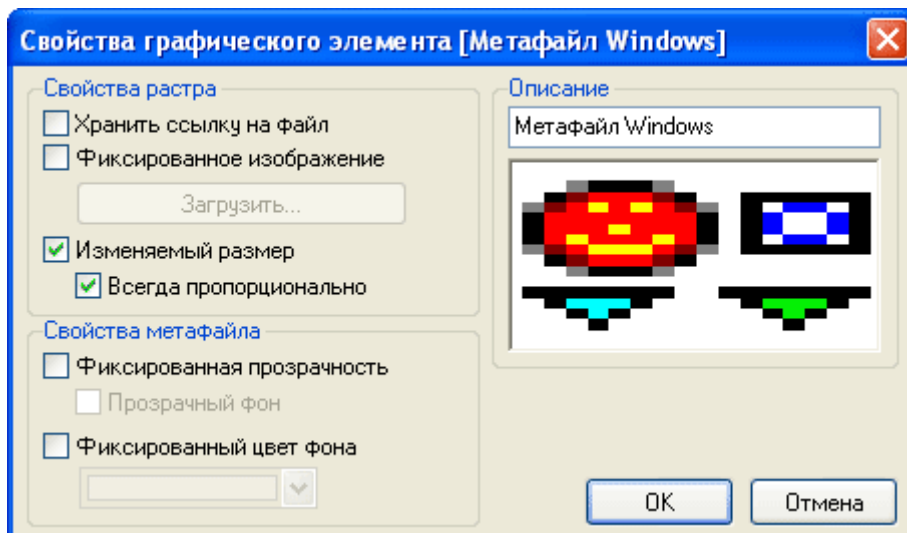 Свойства графического элемента [Метафайл Windows]
Свойства растра
Хранить ссылку на файл
Фиксированное изображение
Загрузить...
Изменяемый размер
Всегда пропорционально
Свойства метафайла
Фиксированная прозрачность
Прозрачный фон
Фиксированный цвет фона
Описание
Метафайл Windows
OK
Отмена